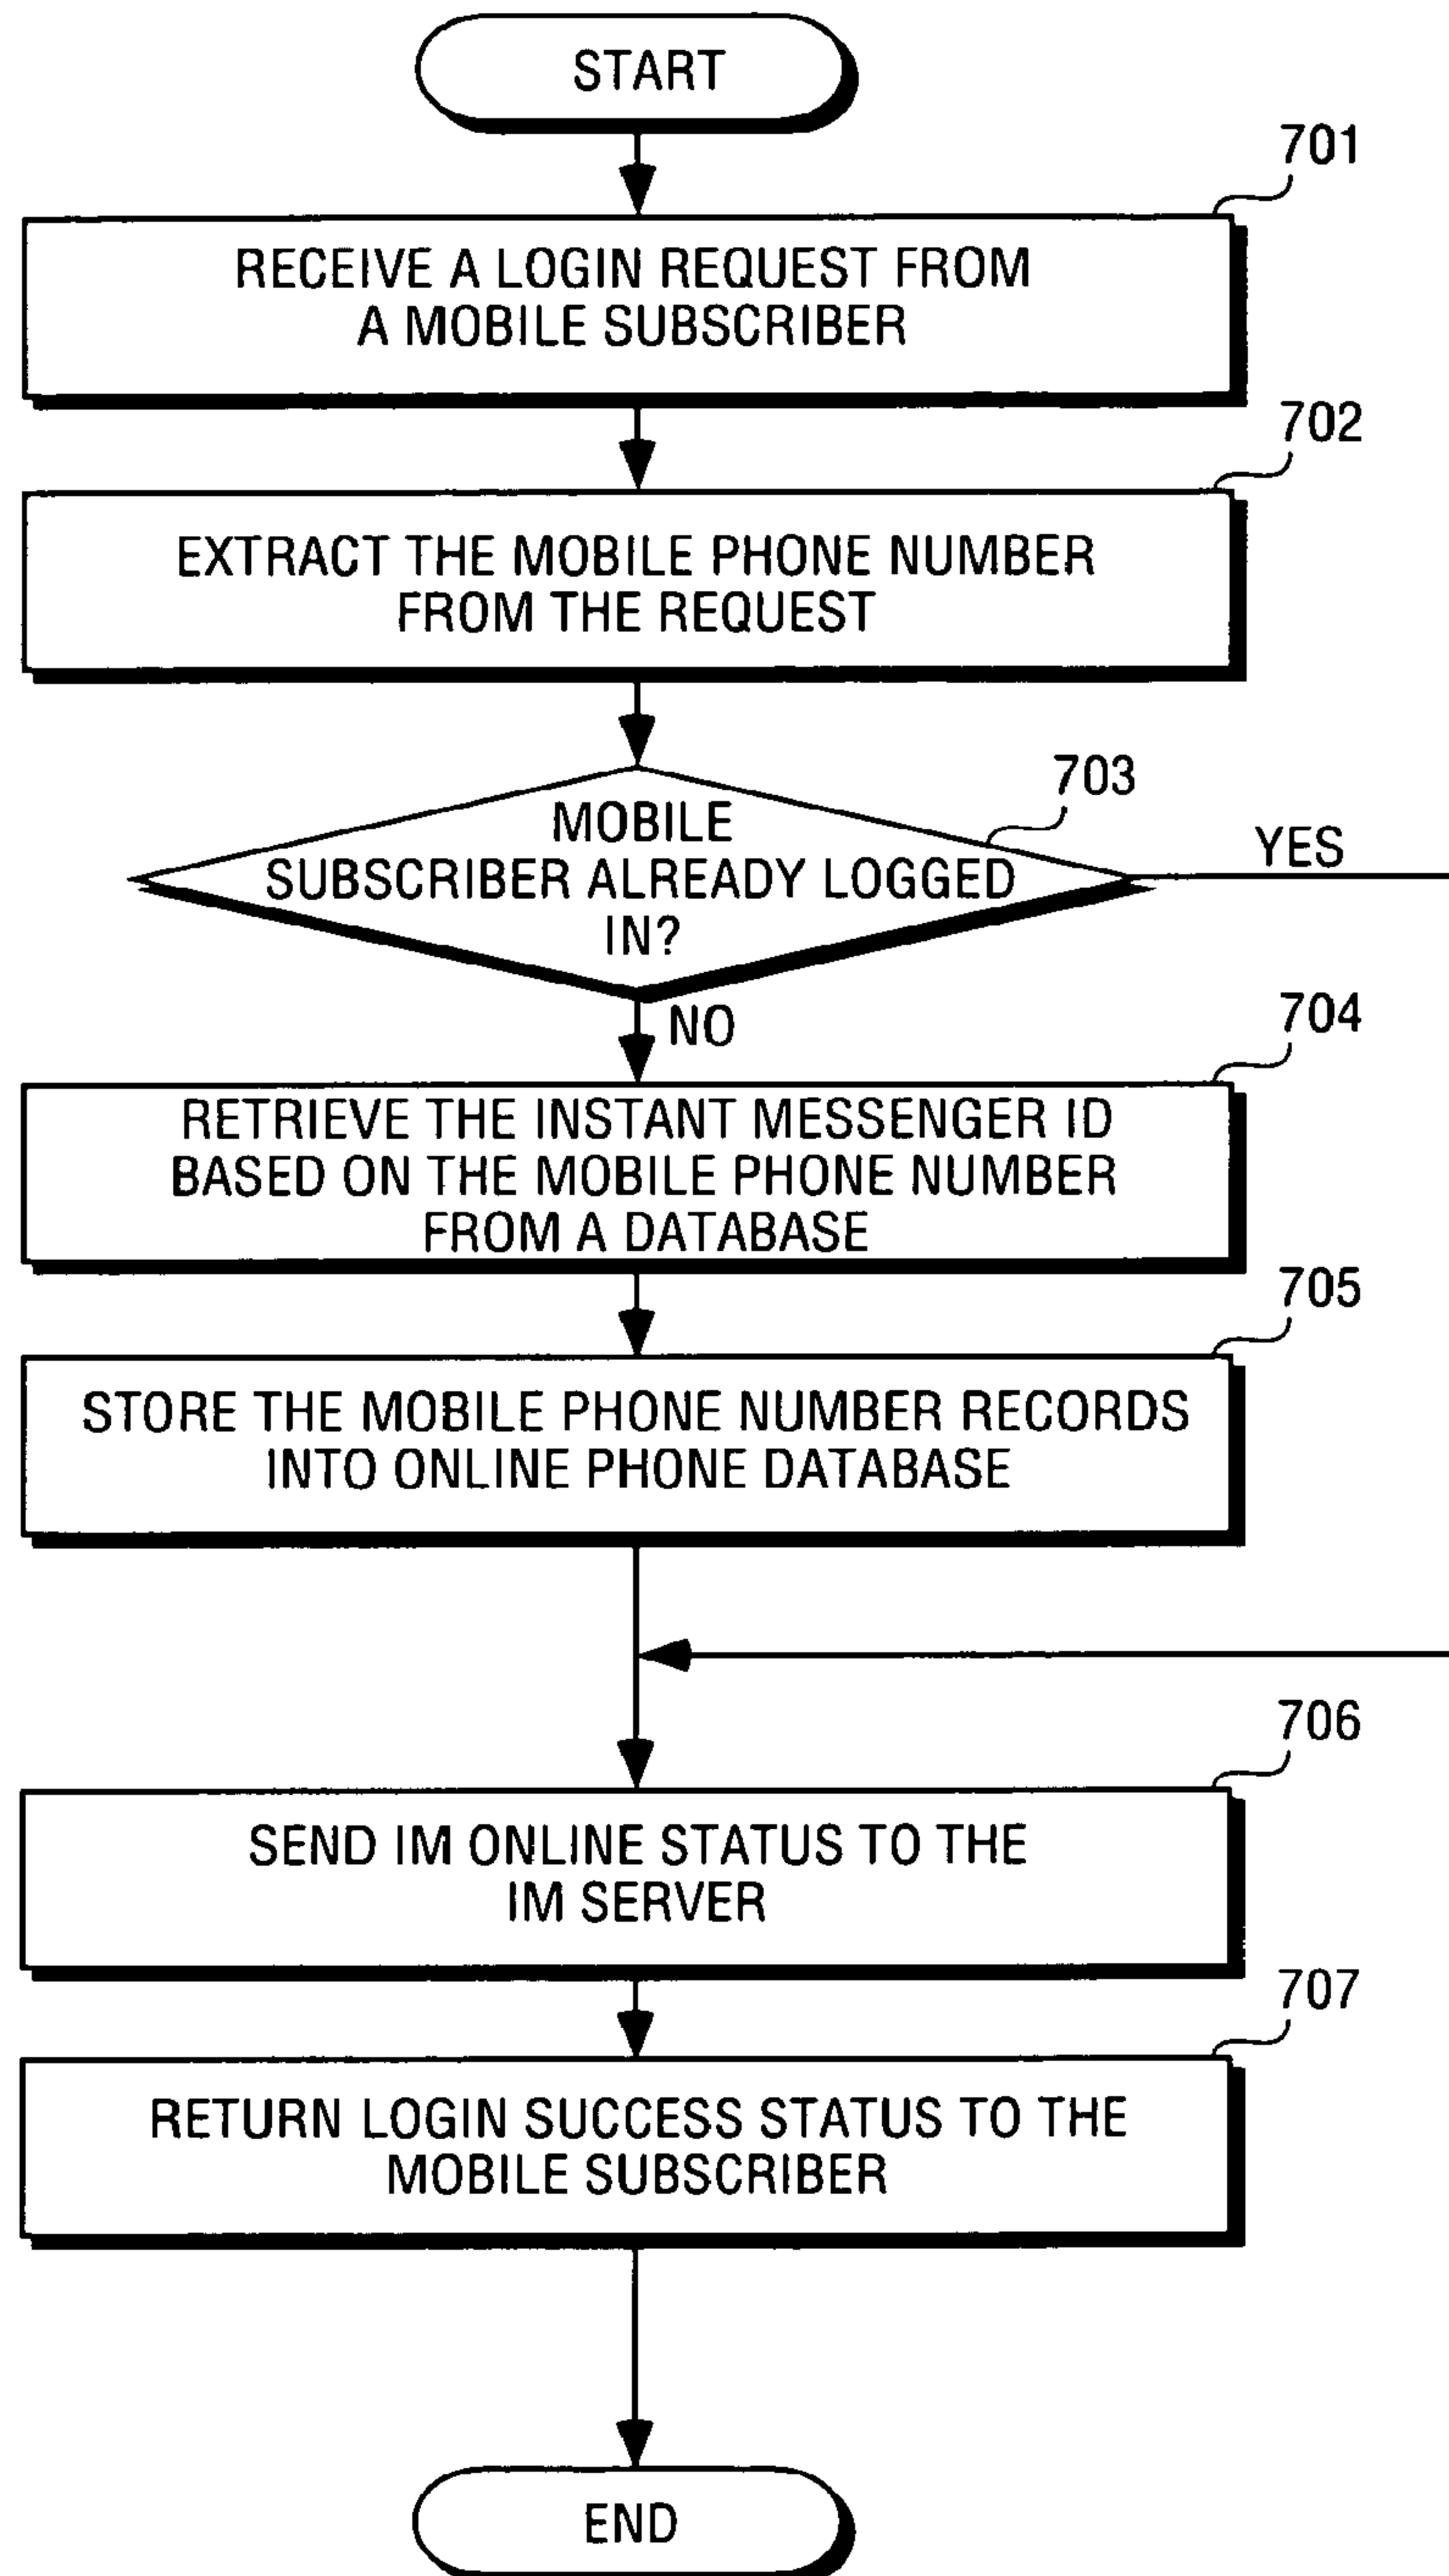 START
701
RECEIVE A LOGIN REQUEST FROM
A MOBILE SUBSCRIBER
702
EXTRACT THE MOBILE PHONE NUMBER
FROM THE REQUEST
703
MOBILE
SUBSCRIBER ALREADY LOGGED
IN?
YES
NO
704
RETRIEVE THE INSTANT MESSENGER ID
BASED ON THE MOBILE PHONE NUMBER
FROM A DATABASE
705
STORE THE MOBILE PHONE NUMBER RECORDS
INTO ONLINE PHONE DATABASE
706
SEND IM ONLINE STATUS TO THE
IM SERVER
707
RETURN LOGIN SUCCESS STATUS TO THE
MOBILE SUBSCRIBER
END